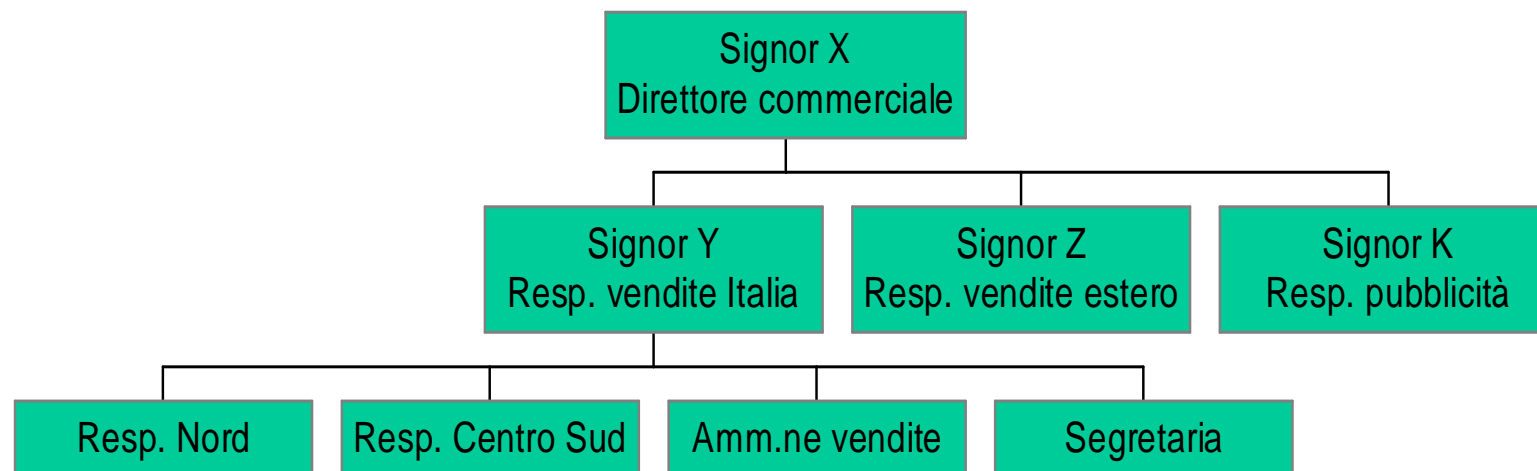 Signor X
Direttore commerciale
Signor Y
Resp. vendite Italia
Signor Z
Resp. vendite estero
Signor K
Resp. pubblicità
Resp. Nord
Resp. Centro Sud
Amm.ne vendite
Segretaria